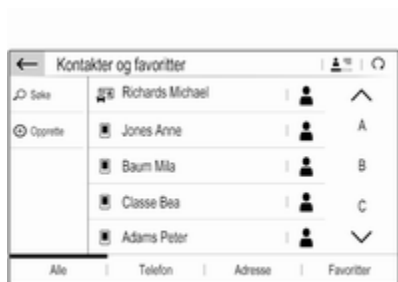 Kontakter og favoritter
Søke
Richards Michael
Opprette
Jones Anne
A
Baum Mila
B
Classe Bea
C
Adams Peter
Alle
Telefon
Adresse
Favoritter